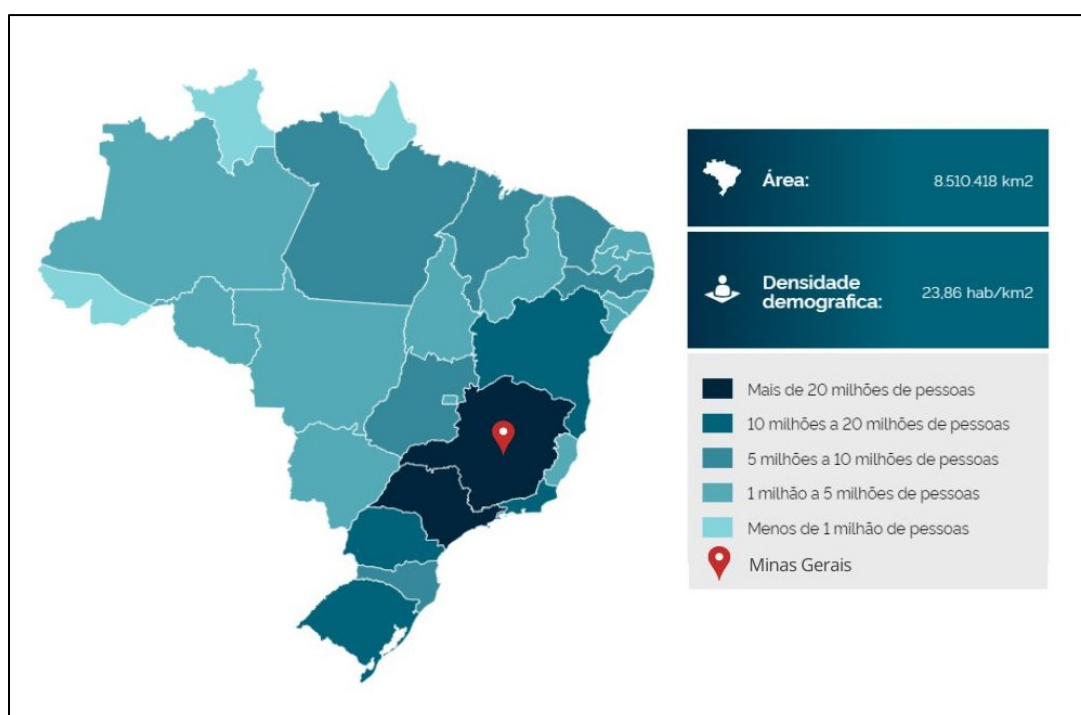 Área:
8.510.418 km2
Densidade
demografica:
23,86 hab/km2
Mais de 20 milhões de pessoas
10 milhões a 20 milhões de pessoas
5 milhões a 10 milhões de pessoas
1 milhão a 5 milhões de pessoas
Menos de 1 milhão de pessoas
Minas Gerais